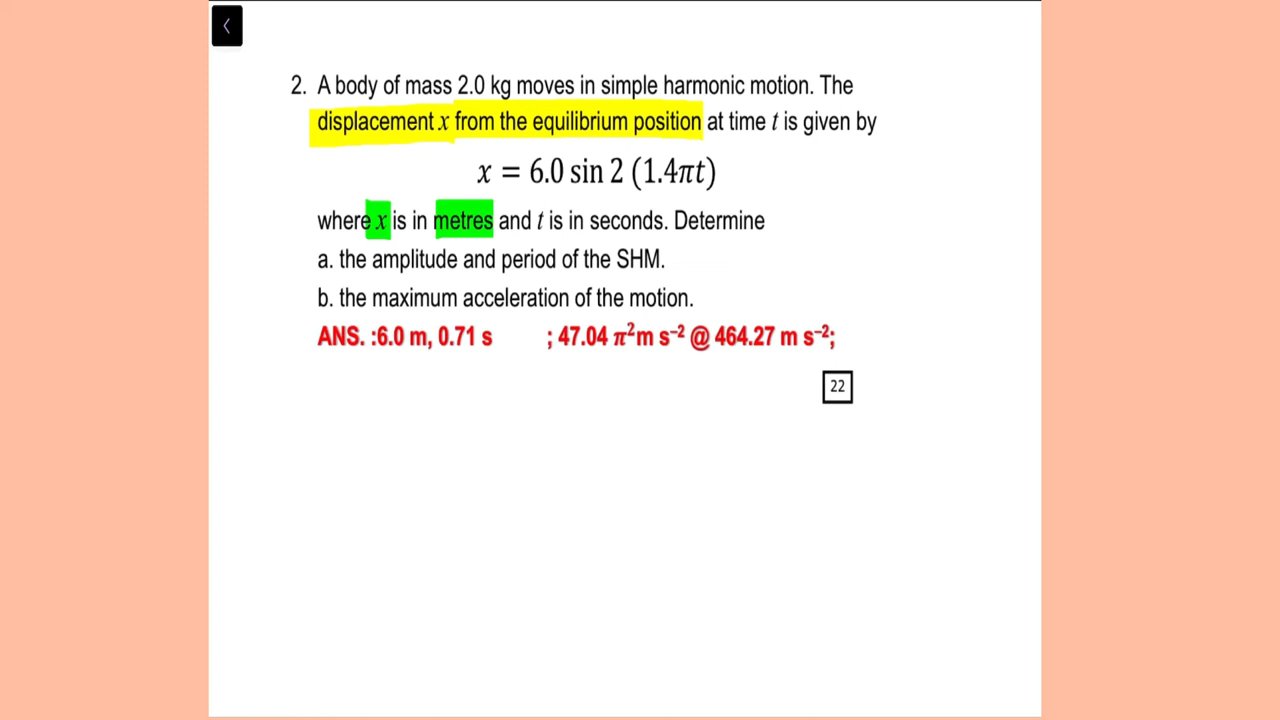 2. A body of mass 2.0 kg moves in simple harmonic motion. The
displacement x from the equilibrium position at time t is given by
x = 6.0 sin 2 (1.4πt)
where x is in metres and t is in seconds. Determine
a. the amplitude and period of the SHM.
b. the maximum acceleration of the motion.
ANS. :6.0 m, 0.71 s ; 47.04 π²m s⁻² @ 464.27 m s⁻²;
22